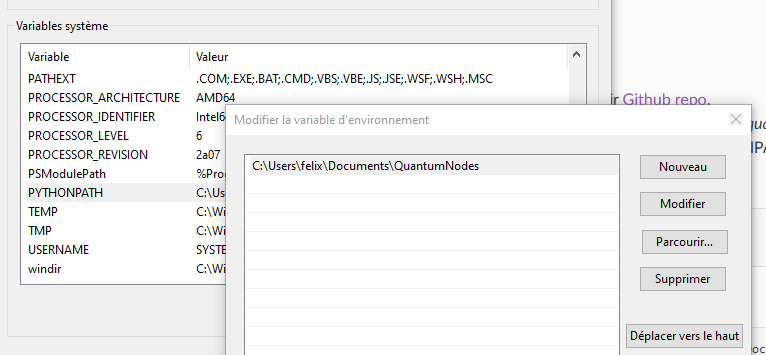 Variables système
Variable Valeur
PATHEXT .COM;.EXE;.BAT;.CMD;.VBS;.VBE;.JS;.JSE;.WSF;.WSH;.MSC
PROCESSOR_ARCHITECTURE AMD64
PROCESSOR_IDENTIFIER Intel6
PROCESSOR_LEVEL 6
PROCESSOR_REVISION 2a07
PSModulePath %Prog
PYTHONPATH C:\Us
TEMP C:\Wi
TMP C:\Wi
USERNAME SYSTE
windir C:\Wi
ir Github repo.
Modifier la variable d'environnement
C:\Users\felix\Documents\QuantumNodes
Nouveau
Modifier
Parcourir...
Supprimer
Déplacer vers le haut